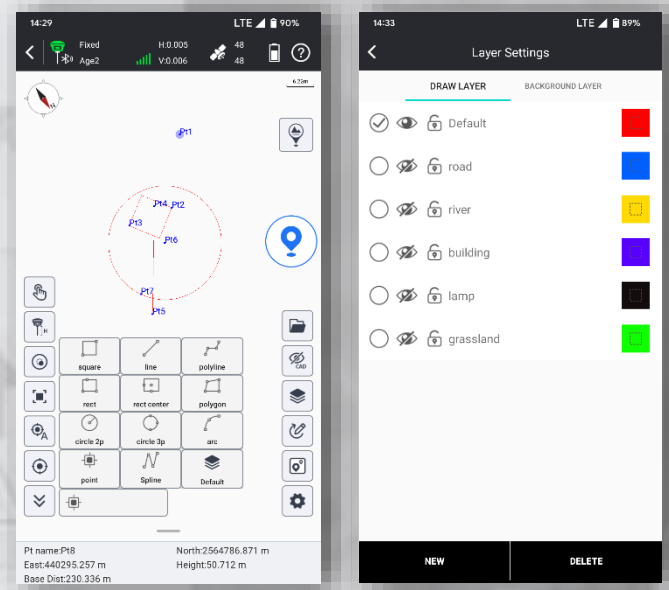 14:29
LTE 90%
Fixed
H:0.005
48
Age2
V:0.006
48
6.23m
N
Pt1
Pt4
Pt2
Pt3
Pt6
Pt7
Pt5
H
square
line
polyline
CAD
rect
rect center
polygon
A
circle 2p
circle 3p
arc
point
Spline
Default
Pt name:Pt8
North:2564786.871 m
East:440295.257 m
Height:50.712 m
Base Dist:230.336 m
14:33
LTE 89%
Layer Settings
DRAW LAYER
BACKGROUND LAYER
Default
road
river
building
lamp
grassland
NEW
DELETE